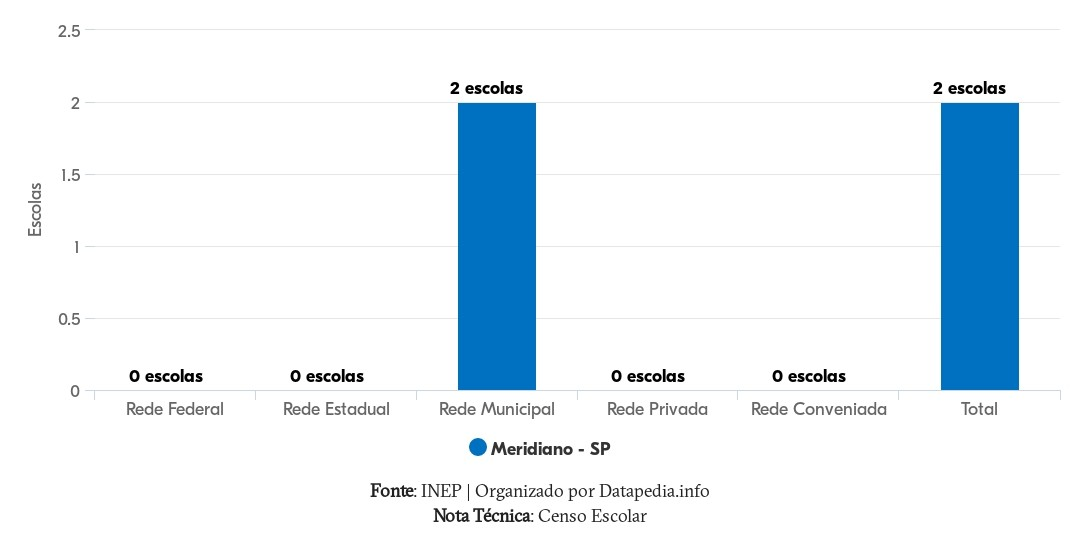 2.5
2 escolas 2 escolas
2
1.5
Escolas
1
0.5
0 escolas 0 escolas 0 escolas 0 escolas
0
Rede Federal Rede Estadual Rede Municipal Rede Privada Rede Conveniada Total
Meridiano - SP
Fonte: INEP | Organizado por Datapedia.info
Nota Técnica: Censo Escolar